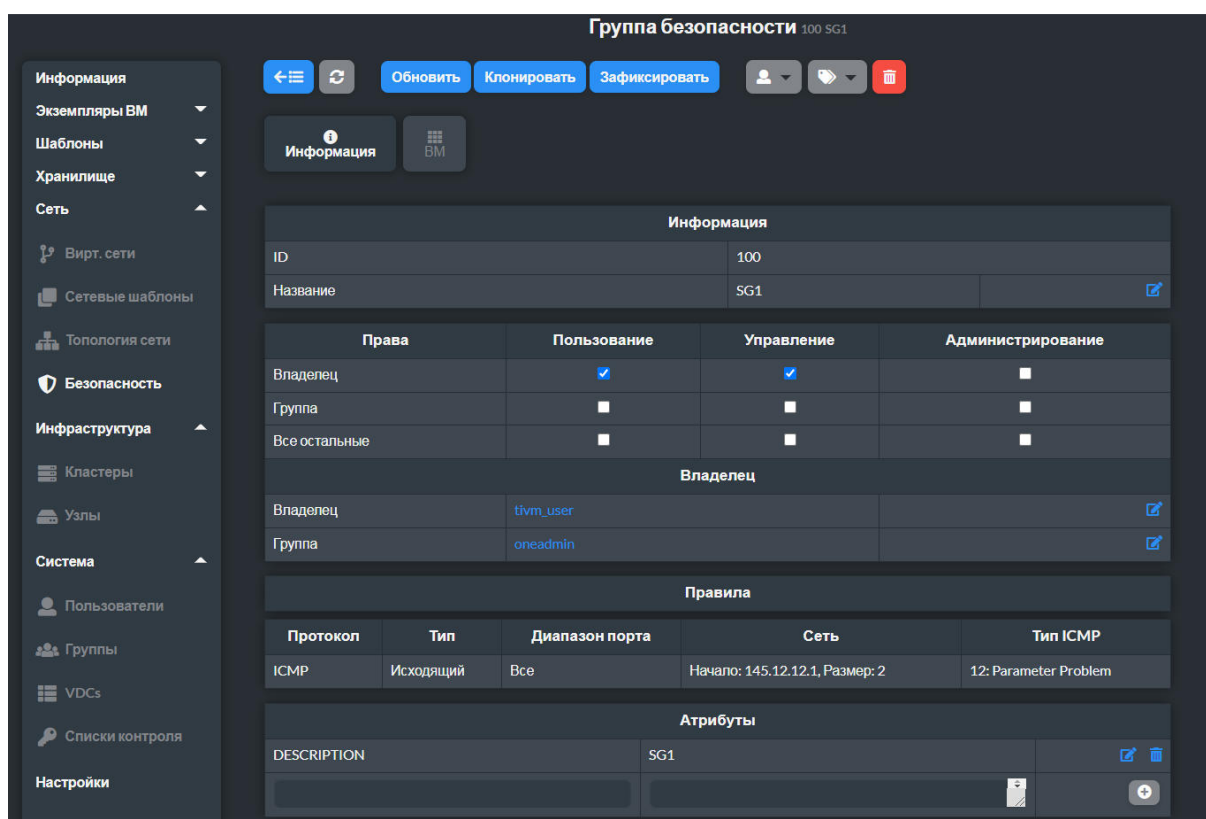 Группа безопасности 100 SG1
Обновить Клонировать Зафиксировать
Информация
Экземпляры ВМ
Шаблоны
Хранилище
Сеть
Вирт. сети
Сетевые шаблоны
Топология сети
Безопасность
Инфраструктура
Кластеры
Узлы
Система
Пользователи
Группы
VDCs
Списки контроля
Настройки
Информация ВМ
Информация
ID 100
Название SG1
Права Пользование Управление Администрирование
Владелец
Группа
Все остальные
Владелец
Владелец tivm_user
Группа oneadmin
Правила
Протокол Тип Диапазон порта Сеть Тип ICMP
ICMP Исходящий Все Начало: 145.12.12.1, Размер: 2 12: Parameter Problem
Атрибуты
DESCRIPTION SG1